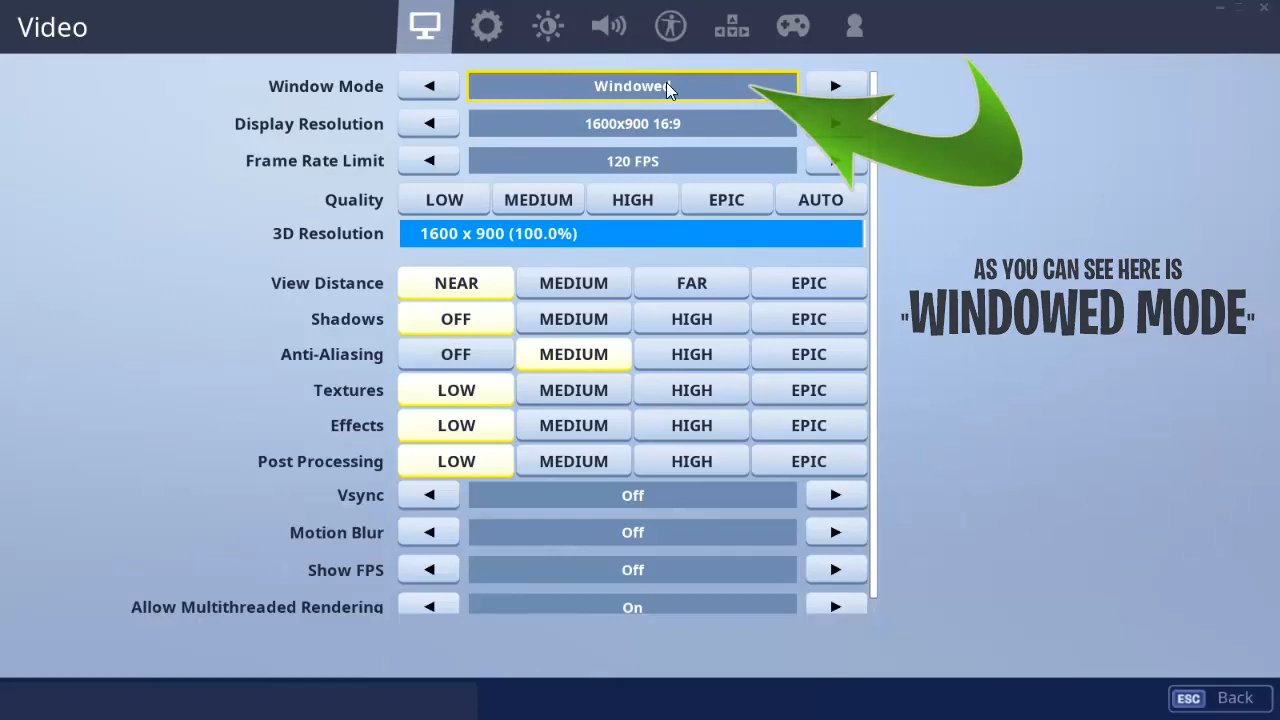 Video
Window Mode ◄ Windowed ►
Display Resolution ◄ 1600x900 16:9 ►
Frame Rate Limit ◄ 120 FPS ►
Quality LOW MEDIUM HIGH EPIC AUTO
3D Resolution 1600 x 900 (100.0%)
View Distance NEAR MEDIUM FAR EPIC
Shadows OFF MEDIUM HIGH EPIC
Anti-Aliasing OFF MEDIUM HIGH EPIC
Textures LOW MEDIUM HIGH EPIC
Effects LOW MEDIUM HIGH EPIC
Post Processing LOW MEDIUM HIGH EPIC
Vsync ◄ Off ►
Motion Blur ◄ Off ►
Show FPS ◄ Off ►
Allow Multithreaded Rendering ◄ On ►
AS YOU CAN SEE HERE IS
"WINDOWED MODE"
ESC Back